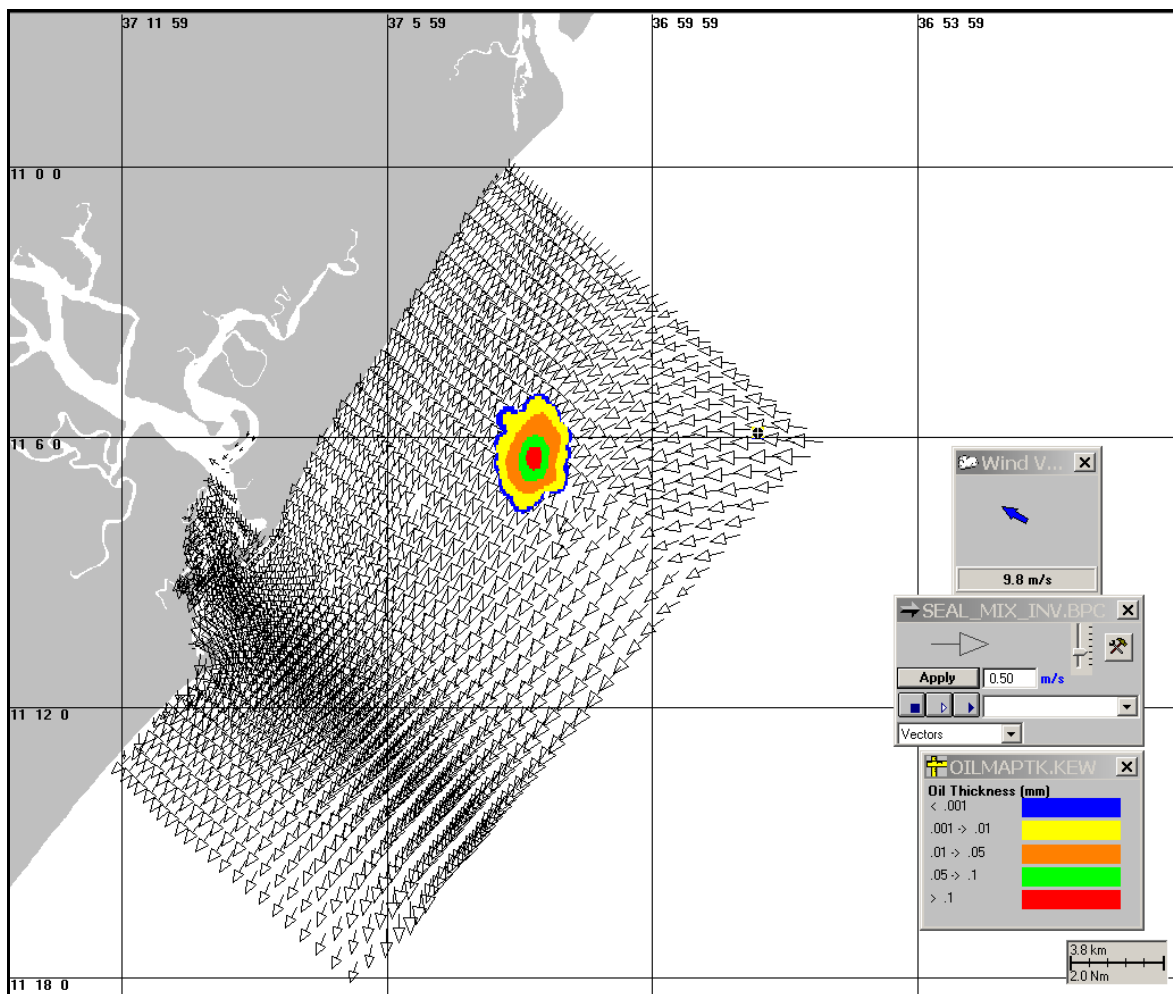 37 11 59
37 5 59
36 59 59
36 53 59
11 0 0
11 6 0
11 12 0
11 18 0
Wind V...
9.8 m/s
SEAL_MIX_INV.BPC
Apply
0.50
m/s
Vectors
OILMAPTK.KEW
Oil Thickness (mm)
< .001
.001 -> .01
.01 -> .05
.05 -> .1
> .1
3.8 km
2.0 Nm